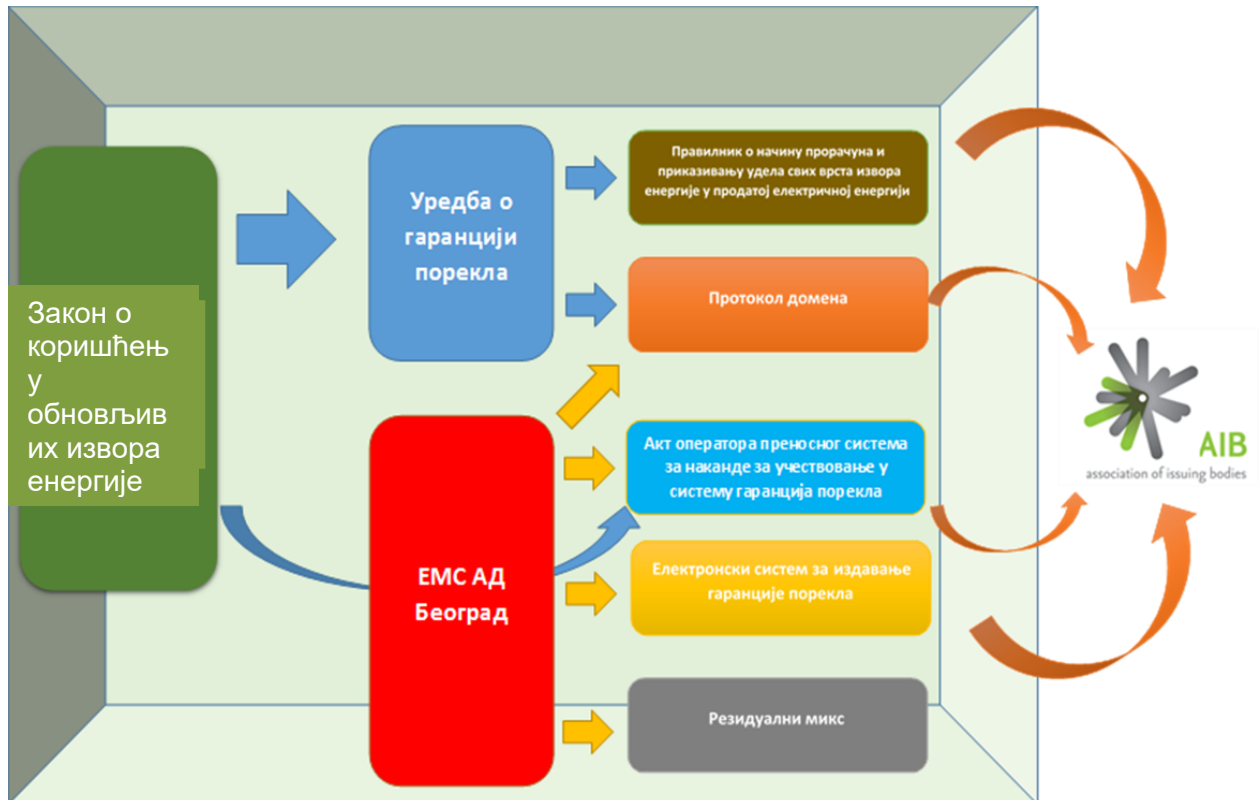 Закон о
коришћењ
у
обновљив
их извора
енергије
Уредба о
гаранцији
порекла
ЕМС АД
Београд
Правилник о начину прорачуна и
приказивању удела свих врста извора
енергије у продатој електричној енергији
Протокол домена
Акт оператора преносног система
за наканде за учествовање у
систему гаранција порекла
Електронски систем за издавање
гаранције порекла
Резидуални микс
AIB
association of issuing bodies